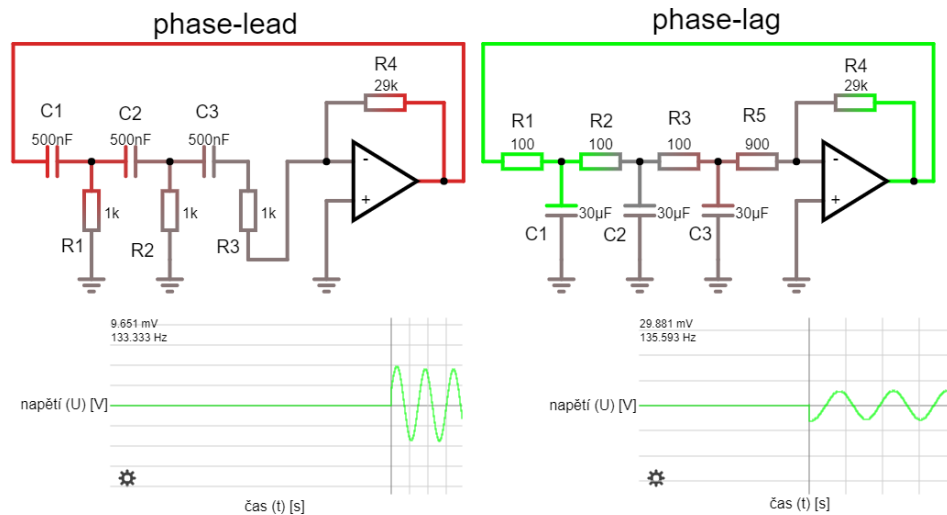 phase-lead
phase-lag
R4
29k
C1
C2
C3
500nF
500nF
500nF
-
+
1k
1k
1k
R1
R2
R3
R4
29k
R1
R2
R3
R5
100
100
100
900
-
+
30µF
30µF
30µF
C1
C2
C3
9.651 mV
133.333 Hz
napětí (U) [V]
čas (t) [s]
29.881 mV
135.593 Hz
napětí (U) [V]
čas (t) [s]